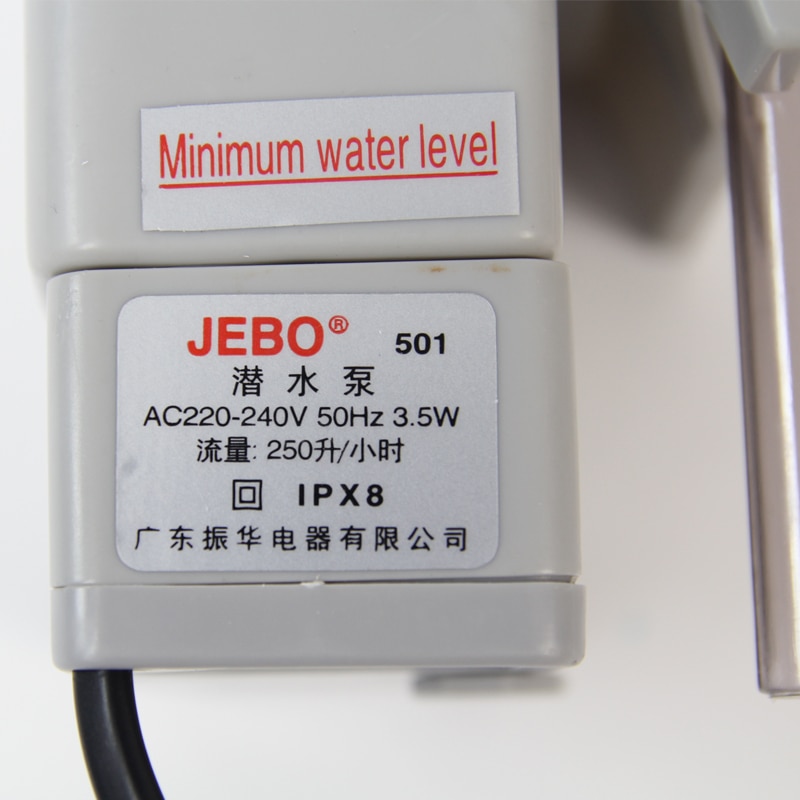 Minimum water level
JEBO® 501
潜水泵
AC220-240V 50Hz 3.5W
流量: 250升/小时
IPX8
广东振华电器有限公司